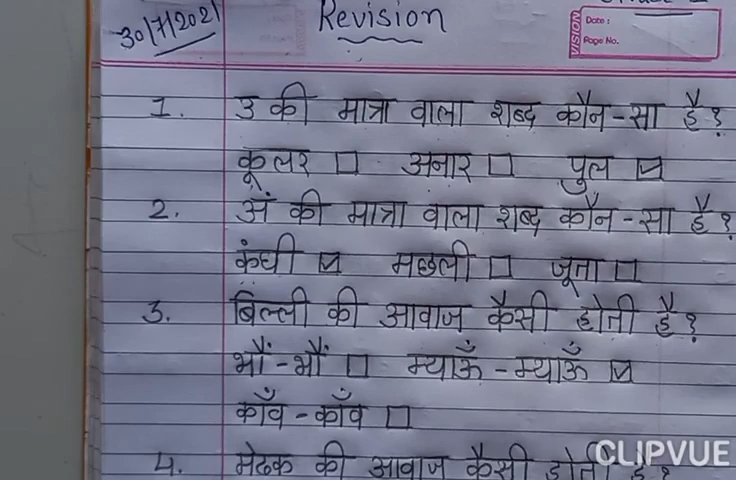 30/7/2021 Revision
VISION Date :
Page No.
1. उ की मात्रा वाला शब्द कौन-सा है?
कूलर □ अनार □ पुल ☑
2. अं की मात्रा वाला शब्द कौन-सा है?
कंघी ☑ मछली □ जूता □
3. बिल्ली की आवाज कैसी होती है?
भौं-भौं □ म्याऊँ-म्याऊँ ☑
काँव-काँव □
4. मेढक की आवाज कैसी होती है?
CLIPVUE